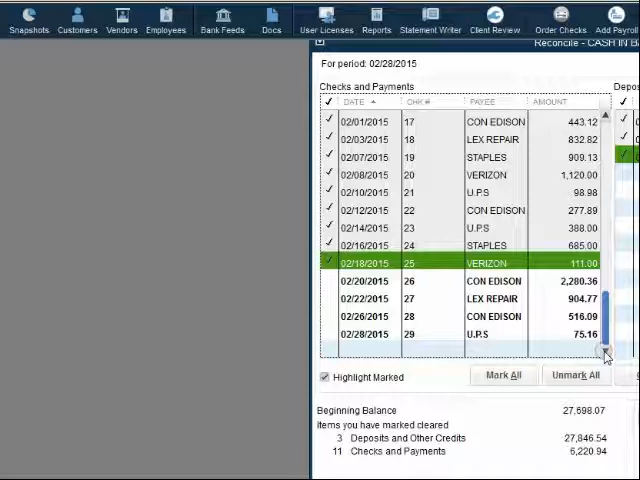 Snapshots Customers Vendors Employees Bank Feeds Docs User Licenses Reports Statement Writer Client Review Order Checks Add Payroll
Reconcile - CASH IN BA
For period: 02/28/2015
Checks and Payments Depos
DATE CHK # PAYEE AMOUNT
02/01/2015 17 CON EDISON 443.12
02/03/2015 18 LEX REPAIR 832.82
02/07/2015 19 STAPLES 909.13
02/08/2015 20 VERIZON 1,120.00
02/10/2015 21 U.P.S 98.98
02/12/2015 22 CON EDISON 277.89
02/14/2015 23 U.P.S 388.00
02/16/2015 24 STAPLES 685.00
02/18/2015 25 VERIZON 111.00
02/20/2015 26 CON EDISON 2,280.36
02/22/2015 27 LEX REPAIR 904.77
02/26/2015 28 CON EDISON 516.09
02/28/2015 29 U.P.S 75.16
Highlight Marked Mark All Unmark All
Beginning Balance 27,698.07
Items you have marked cleared
3 Deposits and Other Credits 27,846.54
11 Checks and Payments 6,220.94